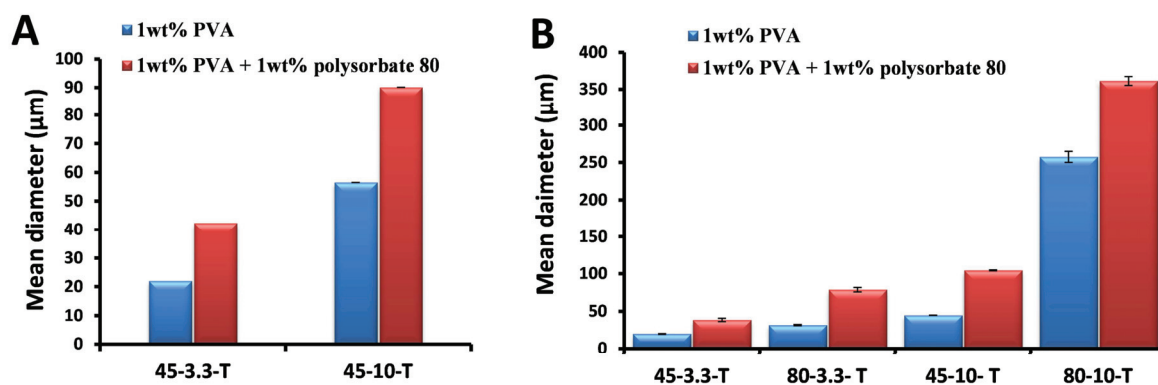 A
1wt% PVA
1wt% PVA + 1wt% polysorbate 80
Mean diameter (µm)
100
90
80
70
60
50
40
30
20
10
0
45-3.3-T
45-10-T
B
1wt% PVA
1wt% PVA + 1wt% polysorbate 80
Mean daimeter (µm)
400
350
300
250
200
150
100
50
0
45-3.3-T
80-3.3- T
45-10- T
80-10-T